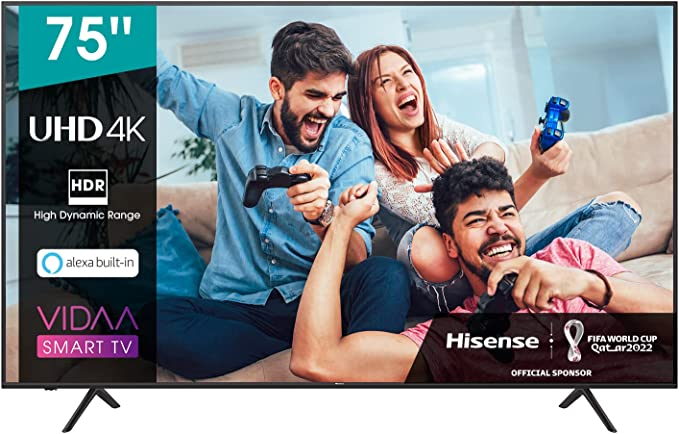 75"
UHD 4K
HDR
High Dynamic Range
alexa built-in
VIDAA
SMART TV
Hisense
FIFA WORLD CUP
Qatar2022
OFFICIAL SPONSOR